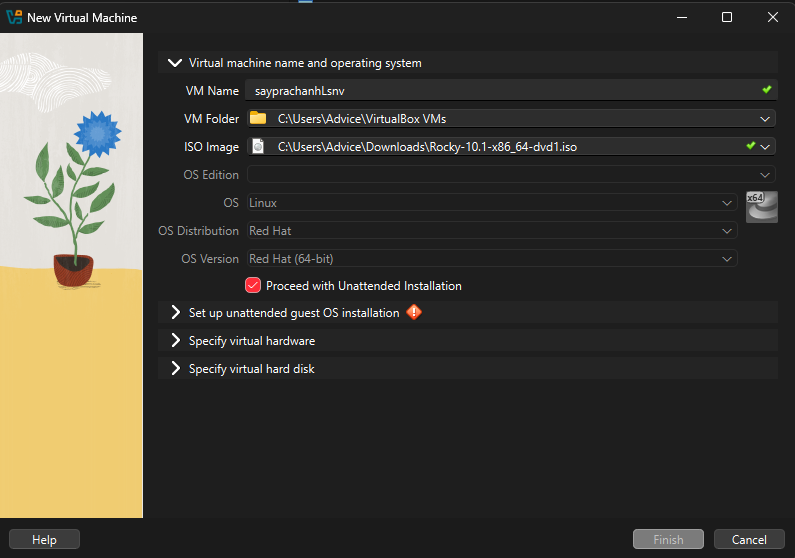 New Virtual Machine
Virtual machine name and operating system
VM Name sayprachanhLsnv
VM Folder C:\Users\Advice\VirtualBox VMs
ISO Image C:\Users\Advice\Downloads\Rocky-10.1-x86_64-dvd1.iso
OS Edition
OS Linux x64
OS Distribution Red Hat
OS Version Red Hat (64-bit)
Proceed with Unattended Installation
Set up unattended guest OS installation
Specify virtual hardware
Specify virtual hard disk
Help Finish Cancel